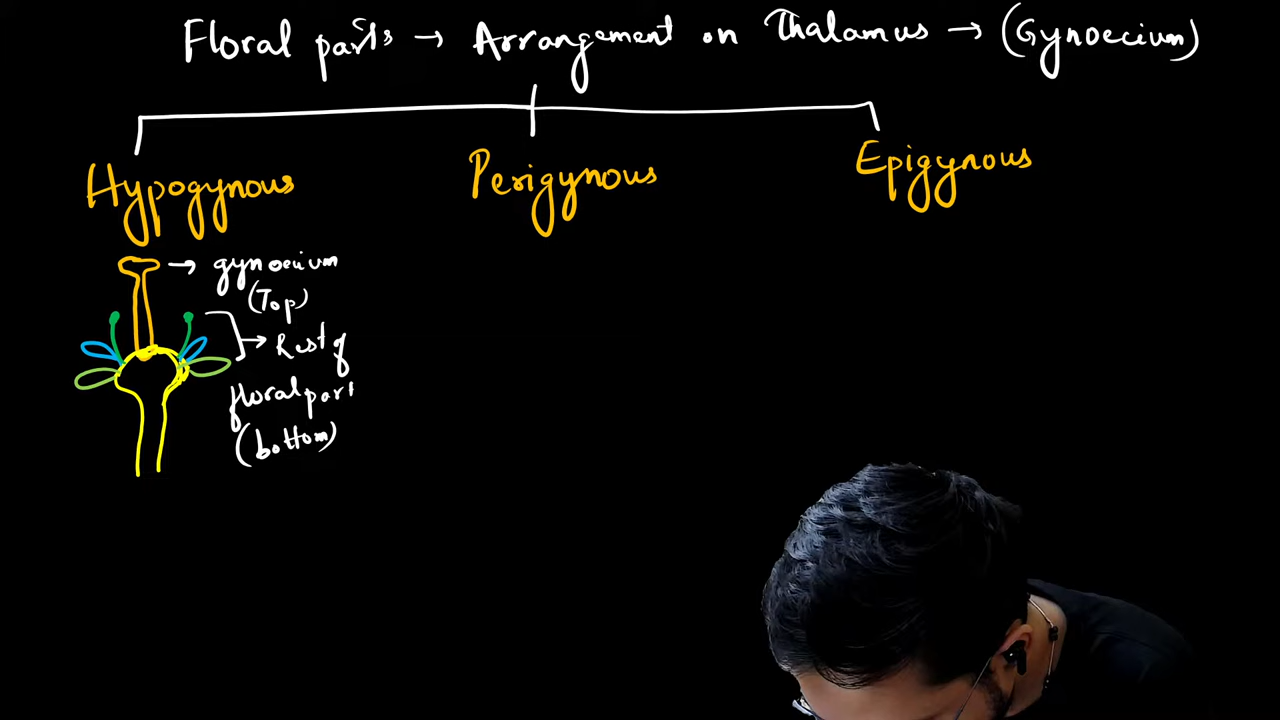 Floral parts → Arrangement on Thalamus → (Gynoecium)
Hypogynous
Perigynous
Epigynous
→ gynoecium
(Top)
→ Rest of
floral part
(bottom)